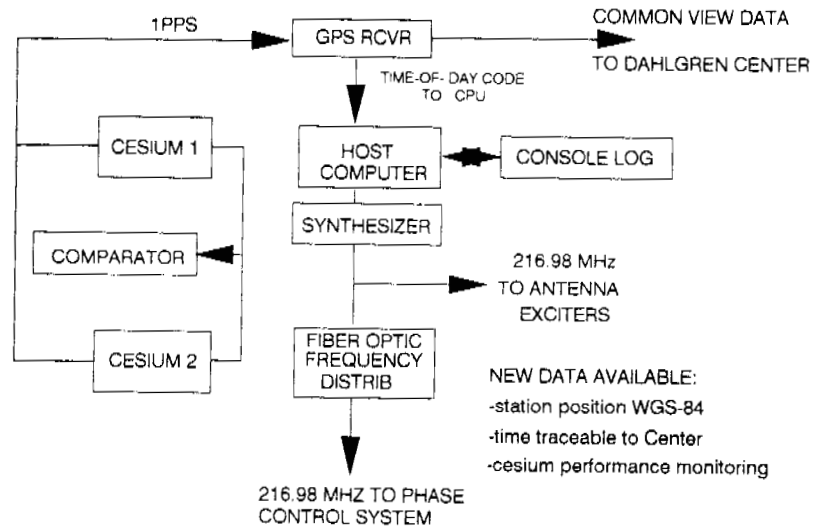 1PPS
GPS RCVR
COMMON VIEW DATA
TO DAHLGREN CENTER
TIME-OF- DAY CODE
TO CPU
CESIUM 1
HOST
COMPUTER
CONSOLE LOG
SYNTHESIZER
COMPARATOR
216.98 MHz
TO ANTENNA
EXCITERS
FIBER OPTIC
FREQUENCY
DISTRIB
CESIUM 2
NEW DATA AVAILABLE:
-station position WGS-84
-time traceable to Center
-cesium performance monitoring
216.98 MHZ TO PHASE
CONTROL SYSTEM